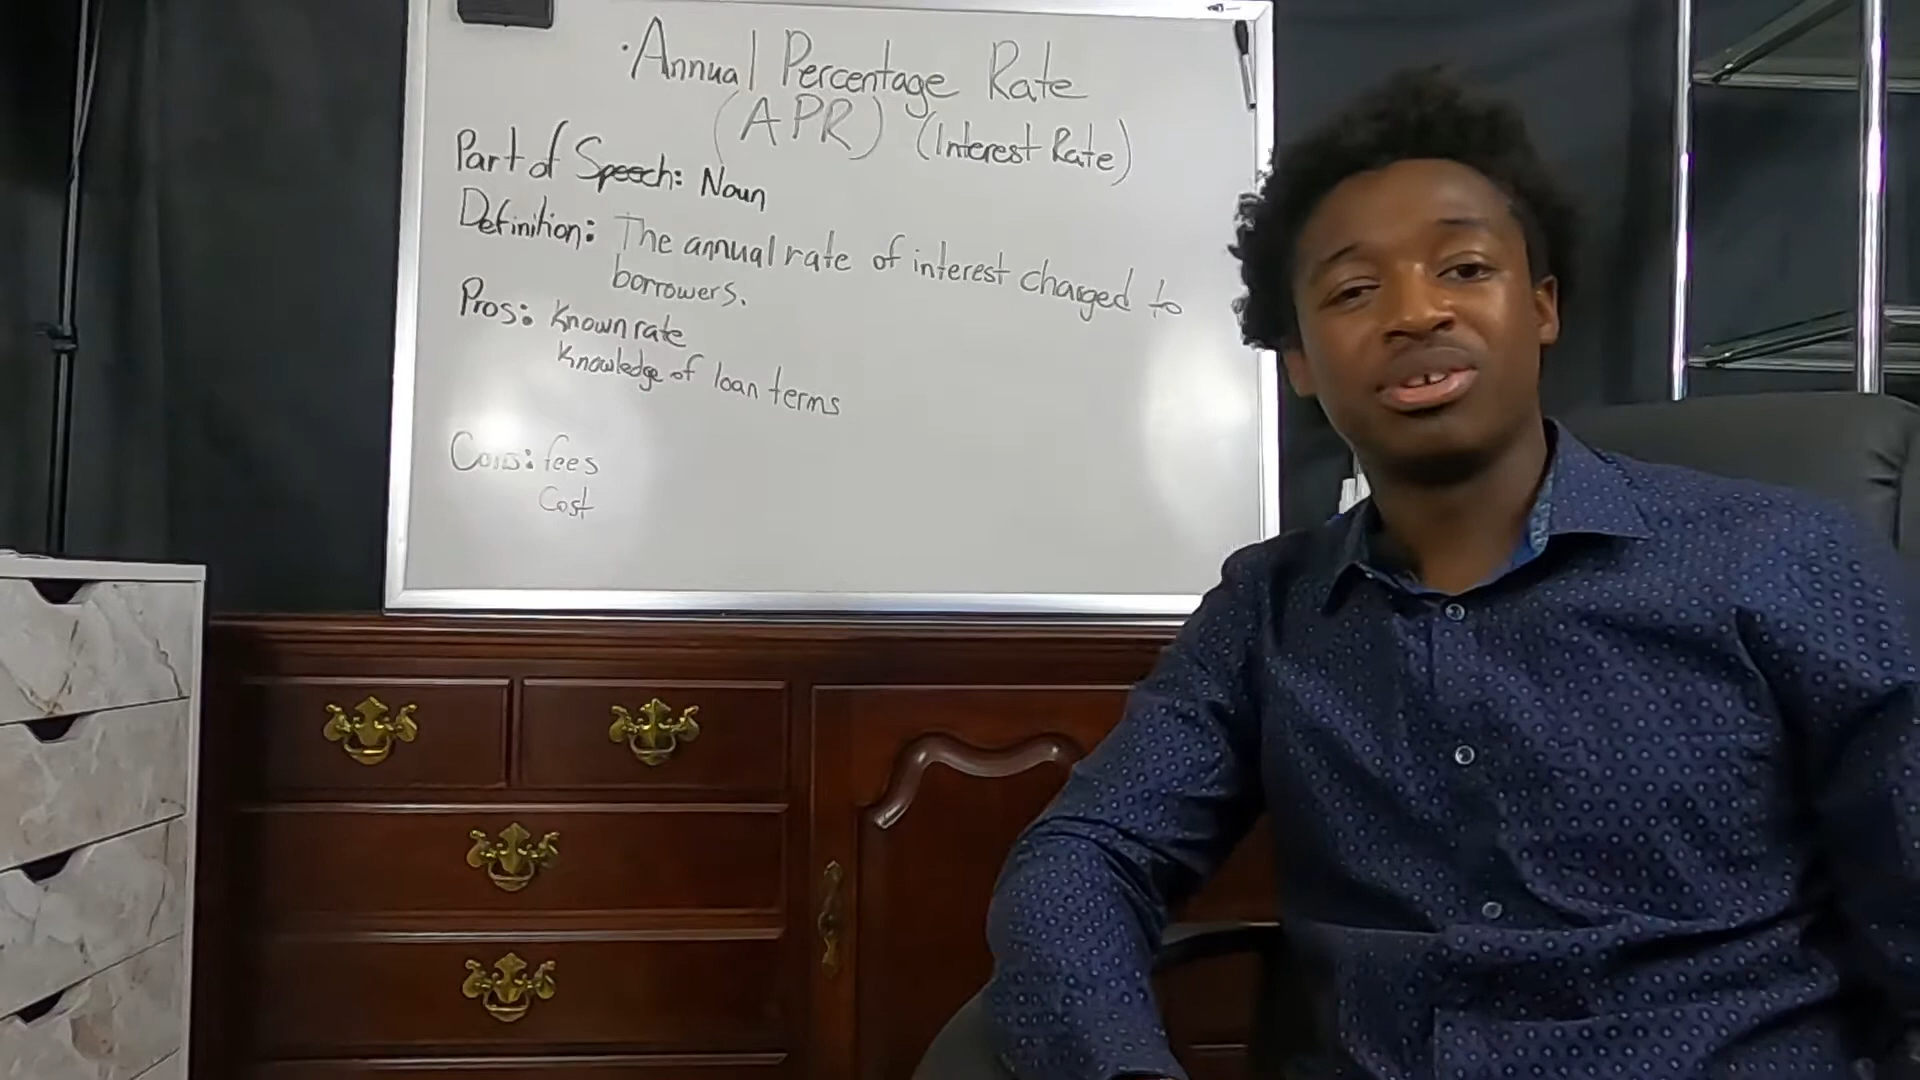 ·Annual Percentage Rate
(APR) (Interest Rate)
Part of Speech: Noun
Definition: The annual rate of interest charged to
borrowers.
Pros: Known rate
Knowledge of loan terms
Cons: fees
Cost